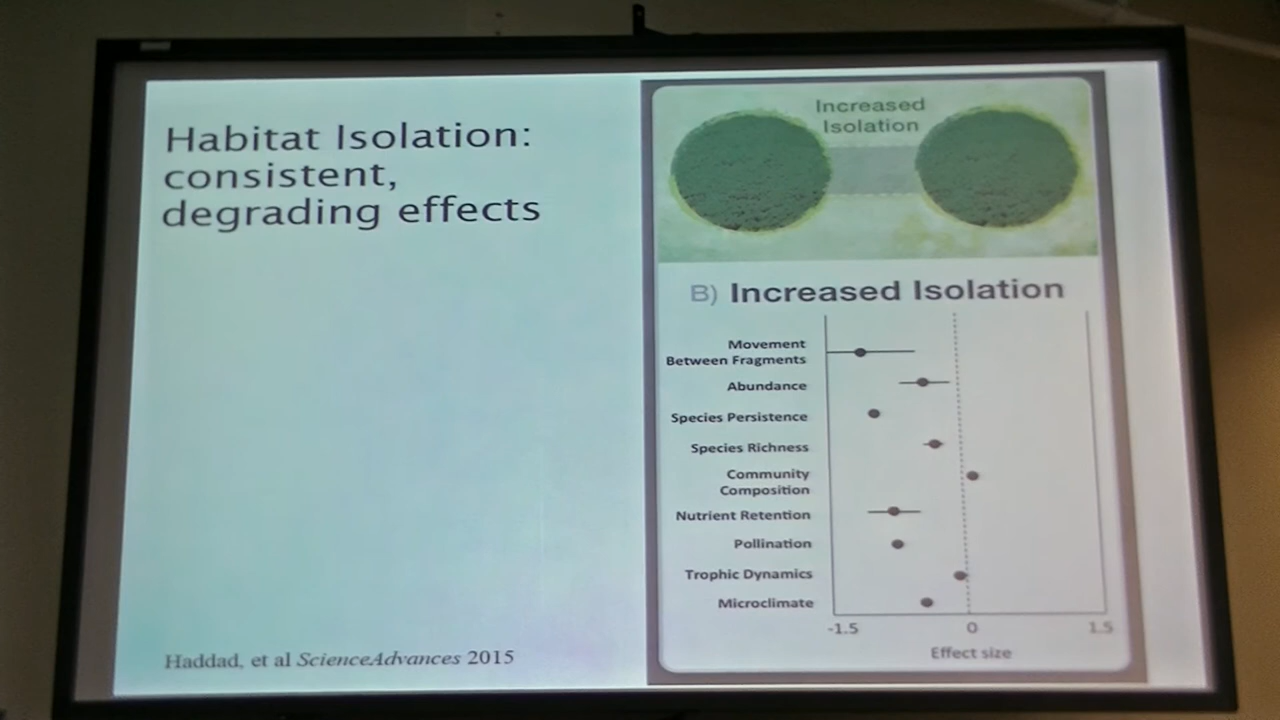 Habitat Isolation:
consistent,
degrading effects
Haddad, et al ScienceAdvances 2015
Increased
Isolation
B) Increased Isolation
Movement
Between Fragments
Abundance
Species Persistence
Species Richness
Community
Composition
Nutrient Retention
Pollination
Trophic Dynamics
Microclimate
-1.5 0 1.5
Effect size